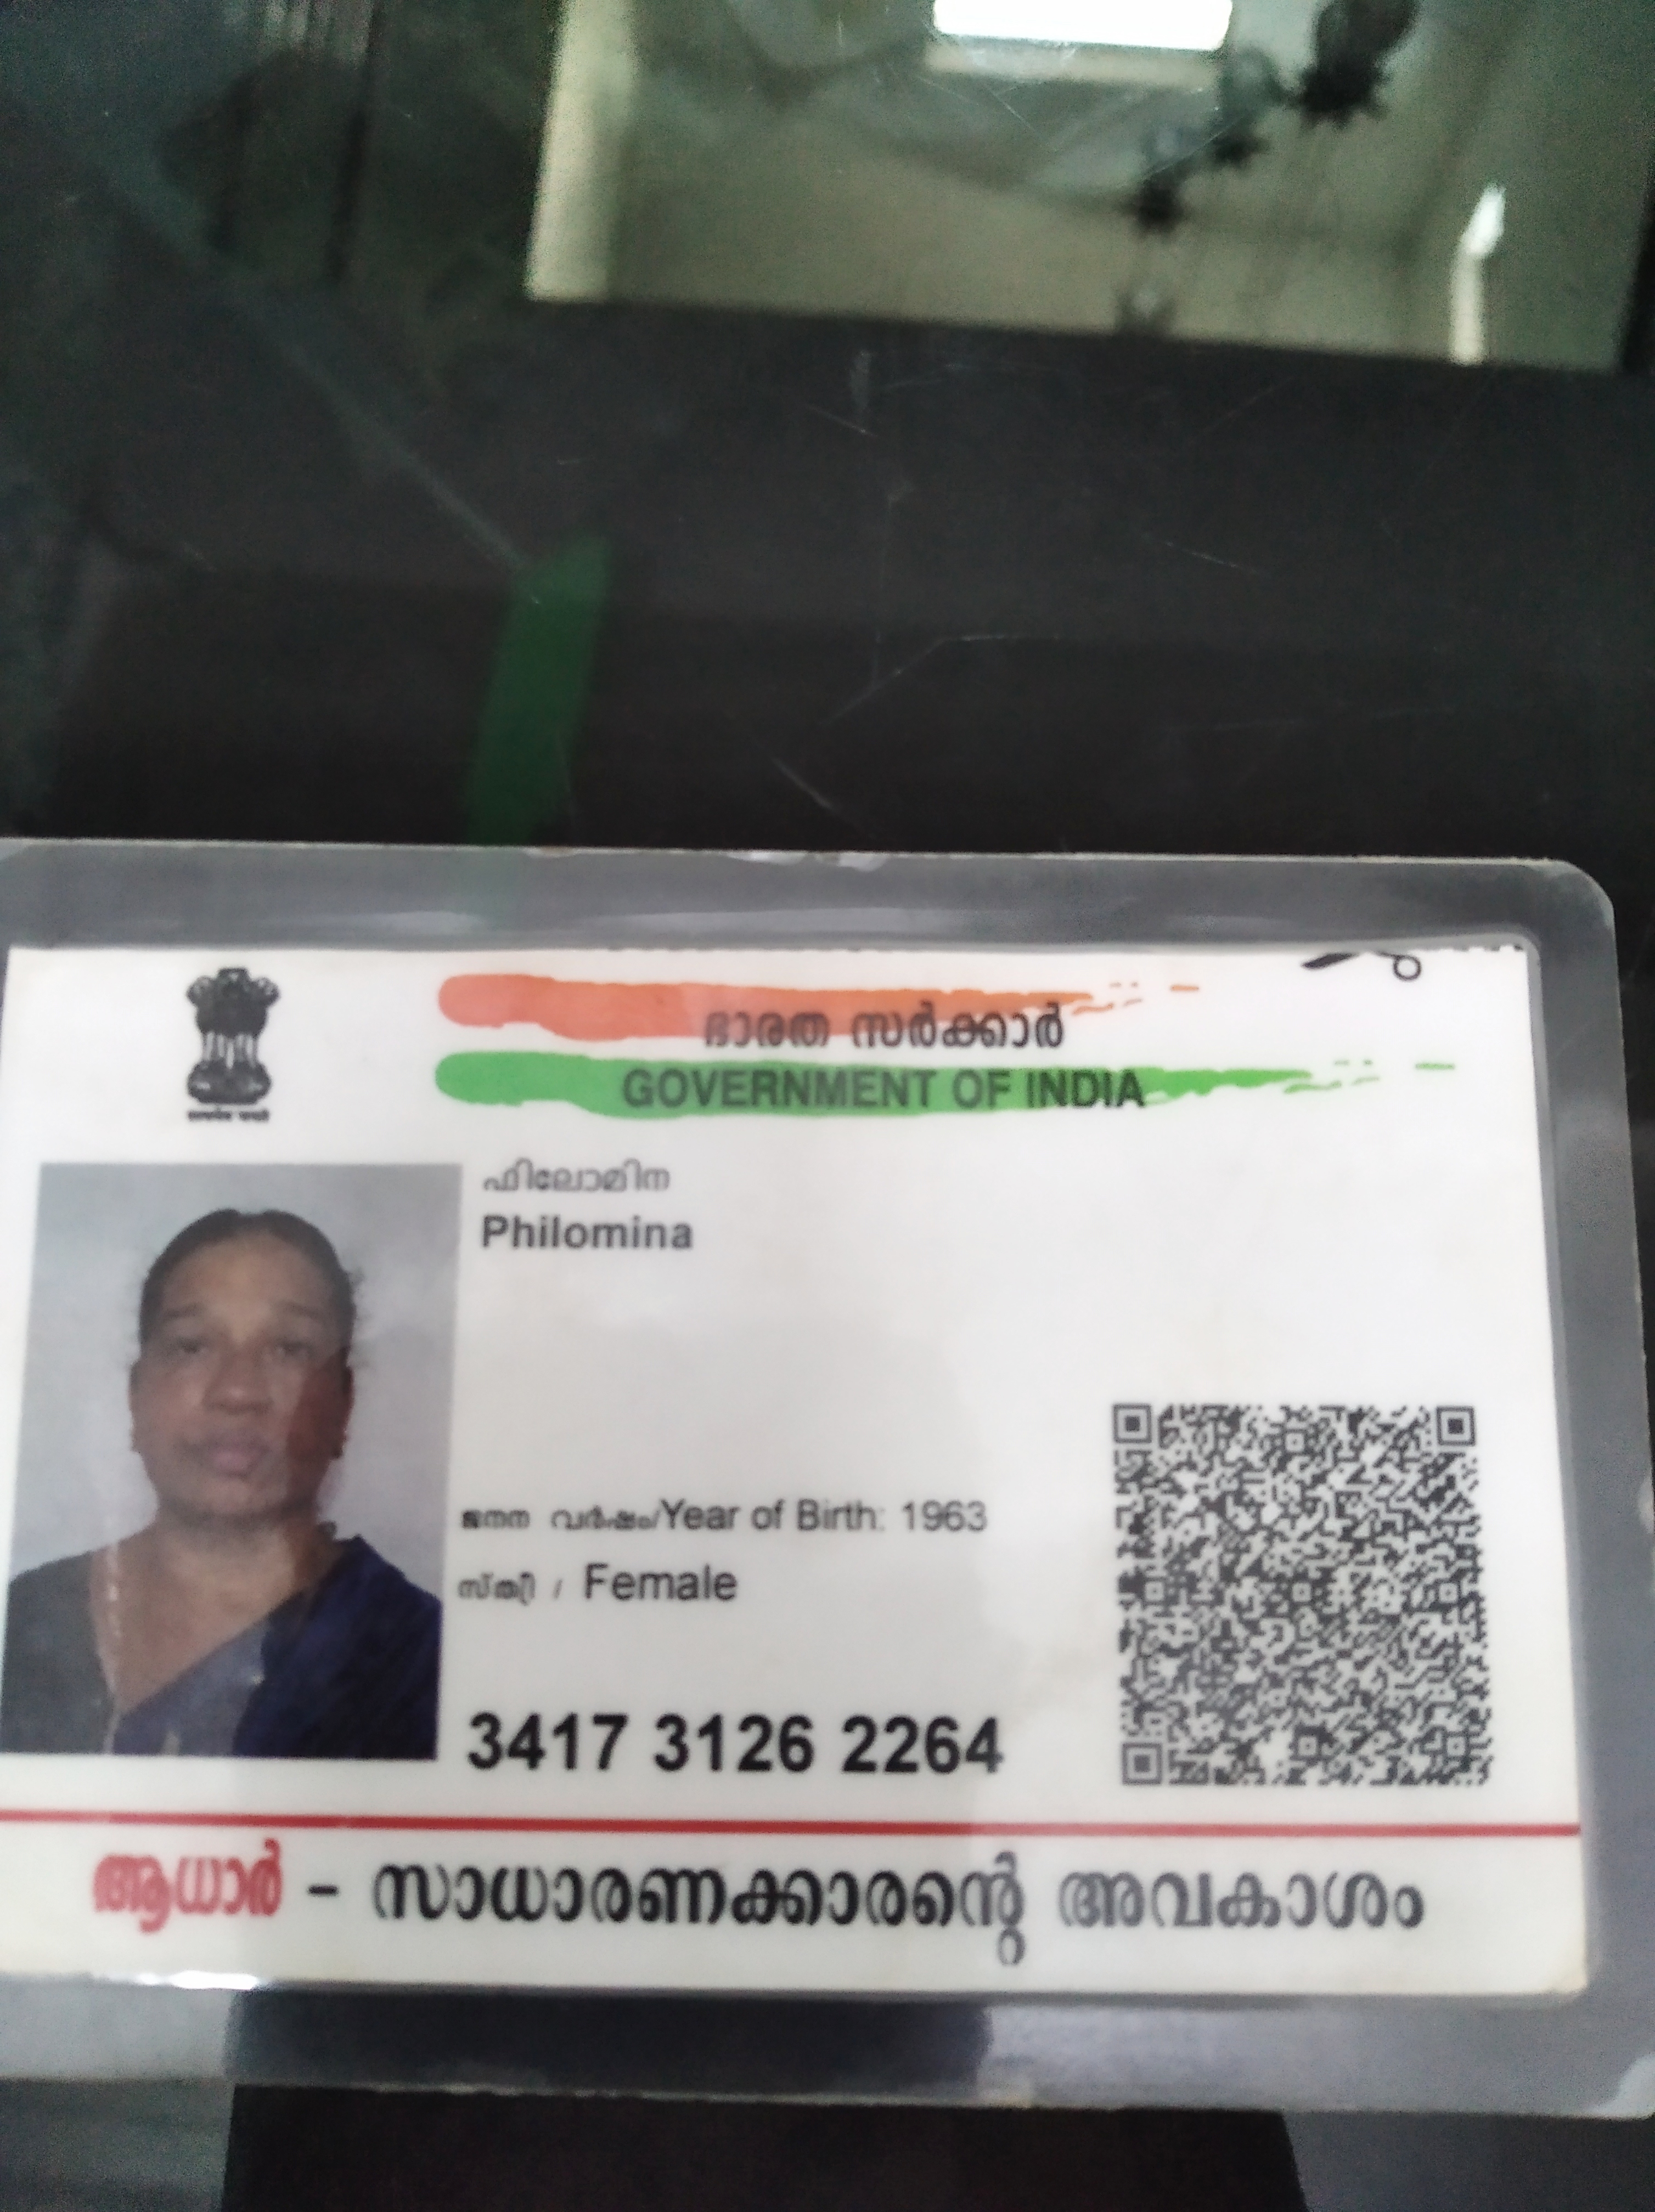 ഭാരത സർക്കാർ
GOVERNMENT OF INDIA
ഫിലോമിന
Philomina
ജനന വർഷം/Year of Birth: 1963
സ്ത്രീ / Female
3417 3126 2264
ആധാർ – സാധാരണക്കാരന്റെ അവകാശം